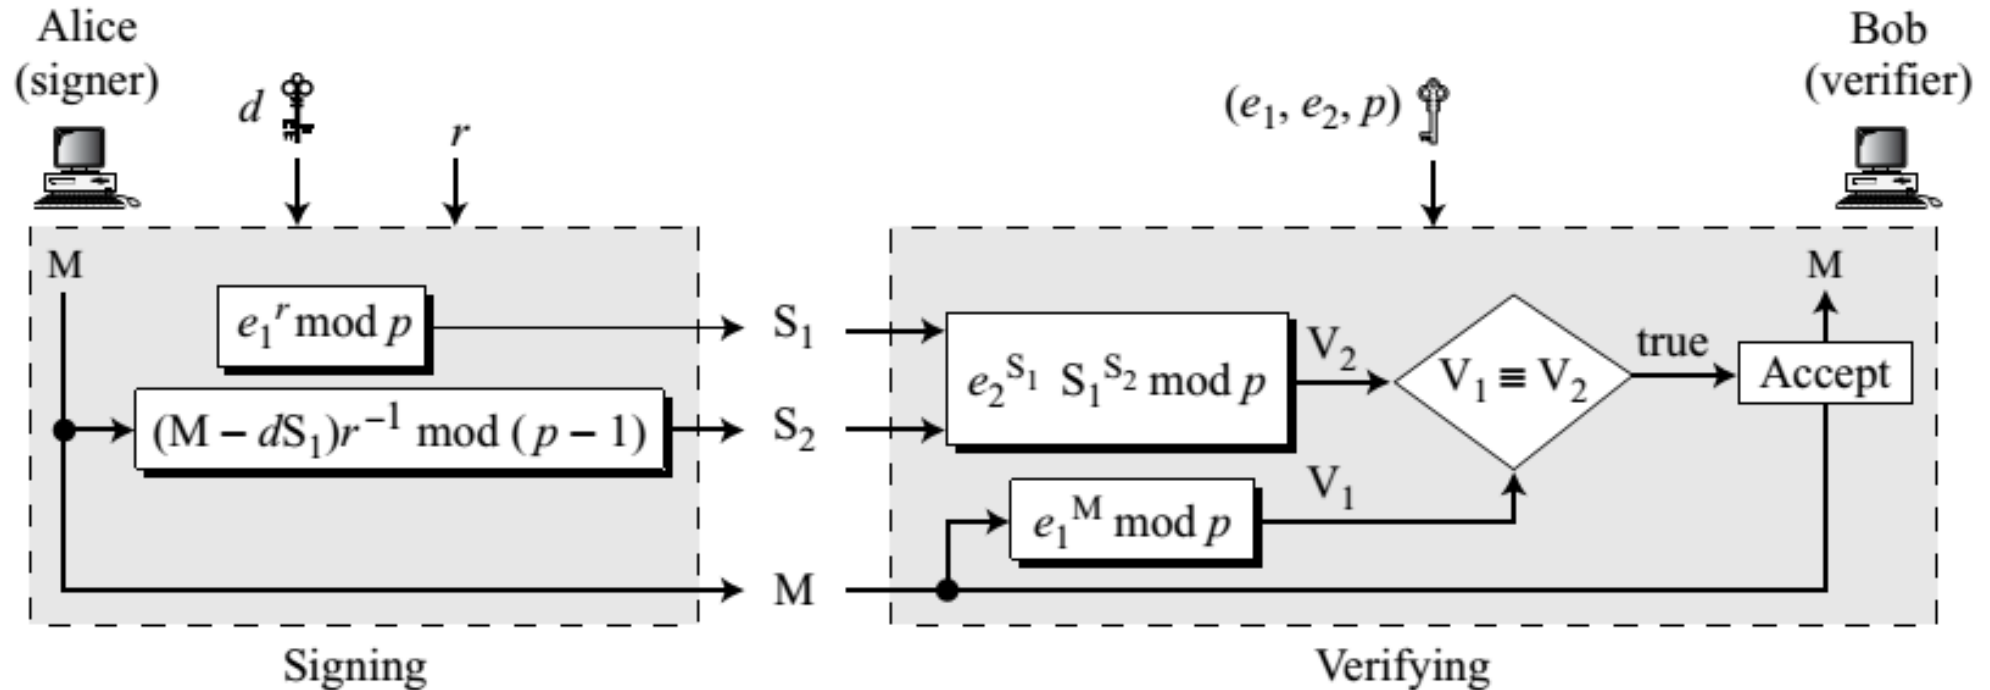 Alice
(signer)
d
r
(e₁, e₂, p)
Bob
(verifier)
M
e₁ʳ mod p
(M – dS₁)r⁻¹ mod (p – 1)
S₁
S₂
M
Signing
e₂^S₁ S₁^S₂ mod p
V₂
V₁ ≡ V₂
true
Accept
M
e₁^M mod p
V₁
Verifying